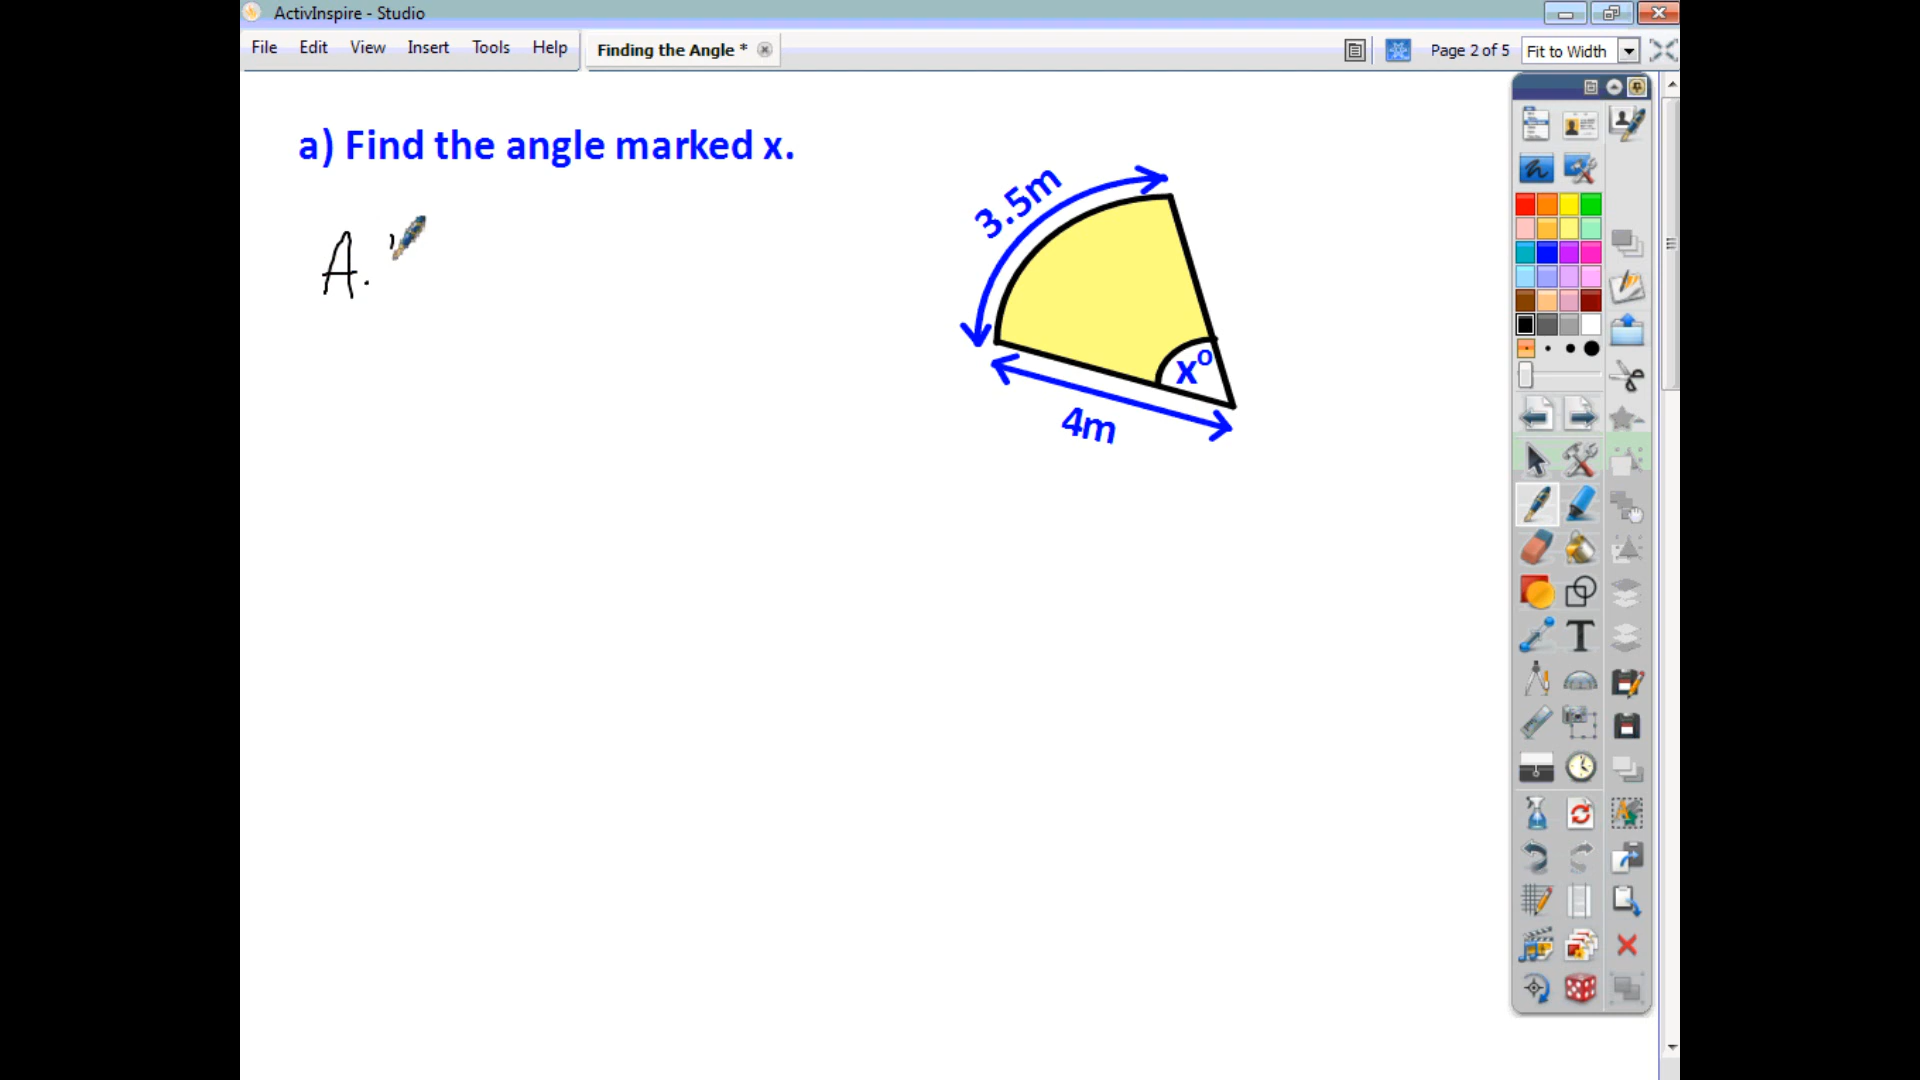 ActivInspire - Studio
File Edit View Insert Tools Help
Finding the Angle *
Page 2 of 5
Fit to Width
a) Find the angle marked x.
A.
3.5m
xº
4m